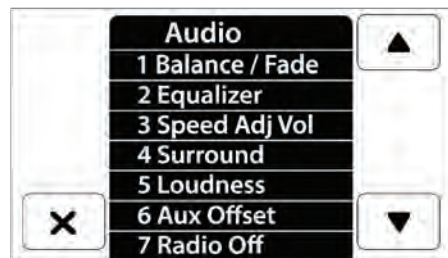 Audio
1 Balance / Fade
2 Equalizer
3 Speed Adj Vol
4 Surround
5 Loudness
6 Aux Offset
7 Radio Off